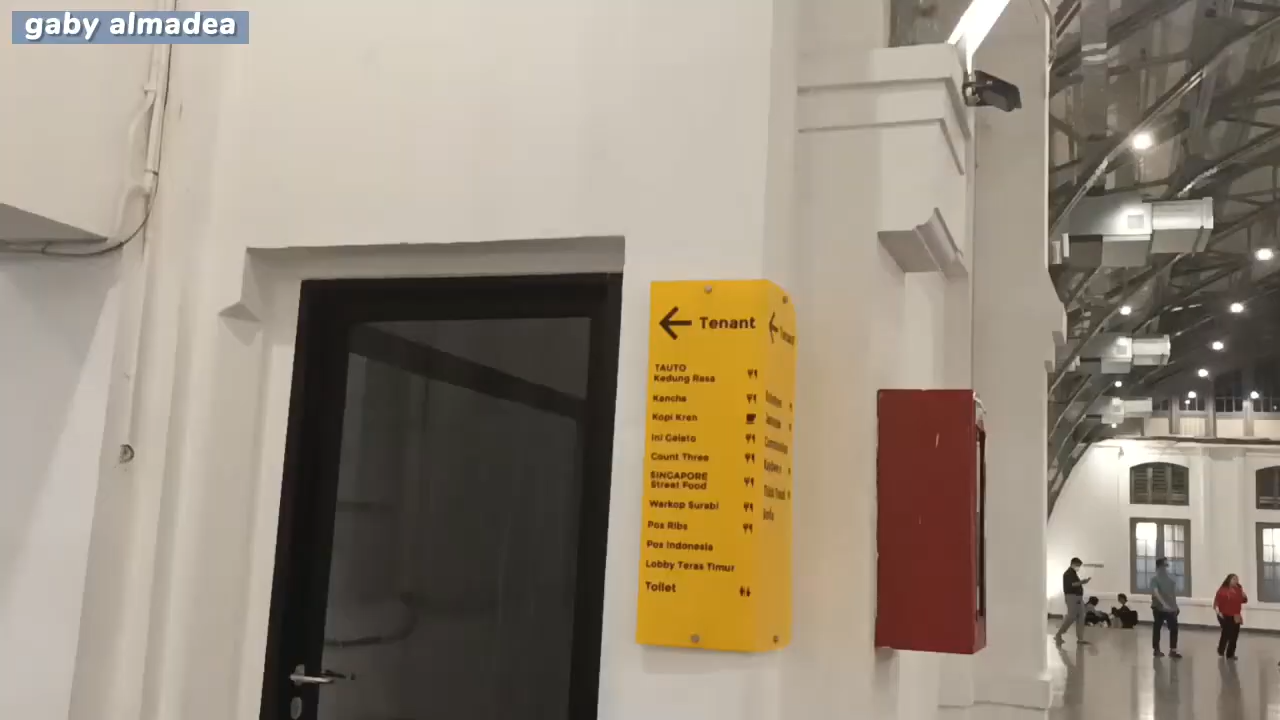 gaby almadea
Tenant
TAUTO
Kedung Rasa
Kancha
Kopi Kren
Ini Gelato
Count Three
SINGAPORE
Street Food
Warkop Surabi
Pos Ribs
Pos Indonesia
Lobby Teras Timur
Toilet